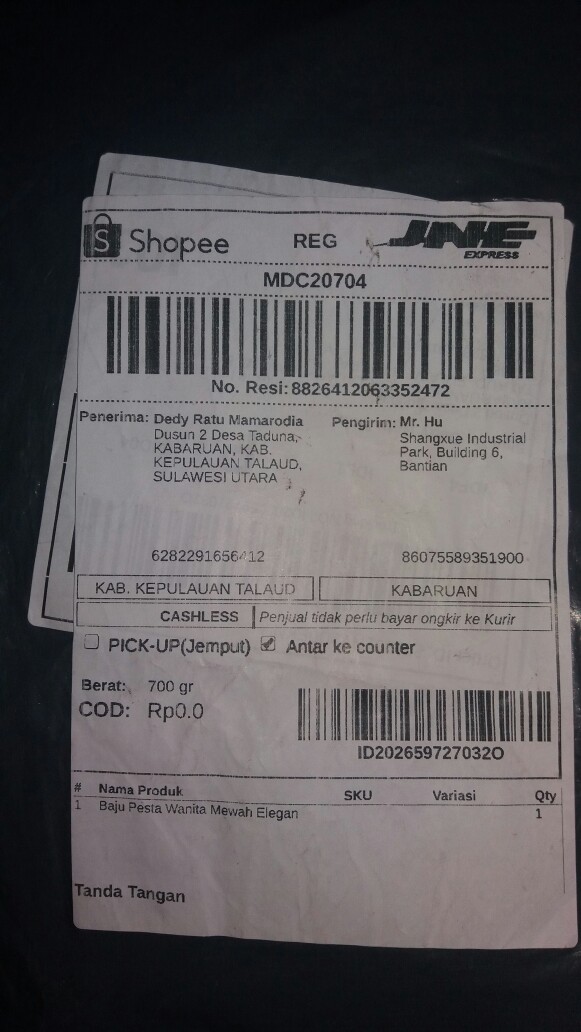 Shopee REG JNE EXPRESS
MDC20704
No. Resi: 8826412063352472
Penerima: Dedy Ratu Mamarodia
Dusun 2 Desa Taduna,
KABARUAN, KAB.
KEPULAUAN TALAUD,
SULAWESI UTARA
6282291656412
Pengirim: Mr. Hu
Shangxue Industrial
Park, Building 6,
Bantian
86075589351900
KAB. KEPULAUAN TALAUD KABARUAN
CASHLESS Penjual tidak perlu bayar ongkir ke Kurir
PICK-UP(Jemput) Antar ke counter
Berat: 700 gr
COD: Rp0.0
ID202659727032O
# Nama Produk SKU Variasi Qty
1 Baju Pesta Wanita Mewah Elegan 1
Tanda Tangan